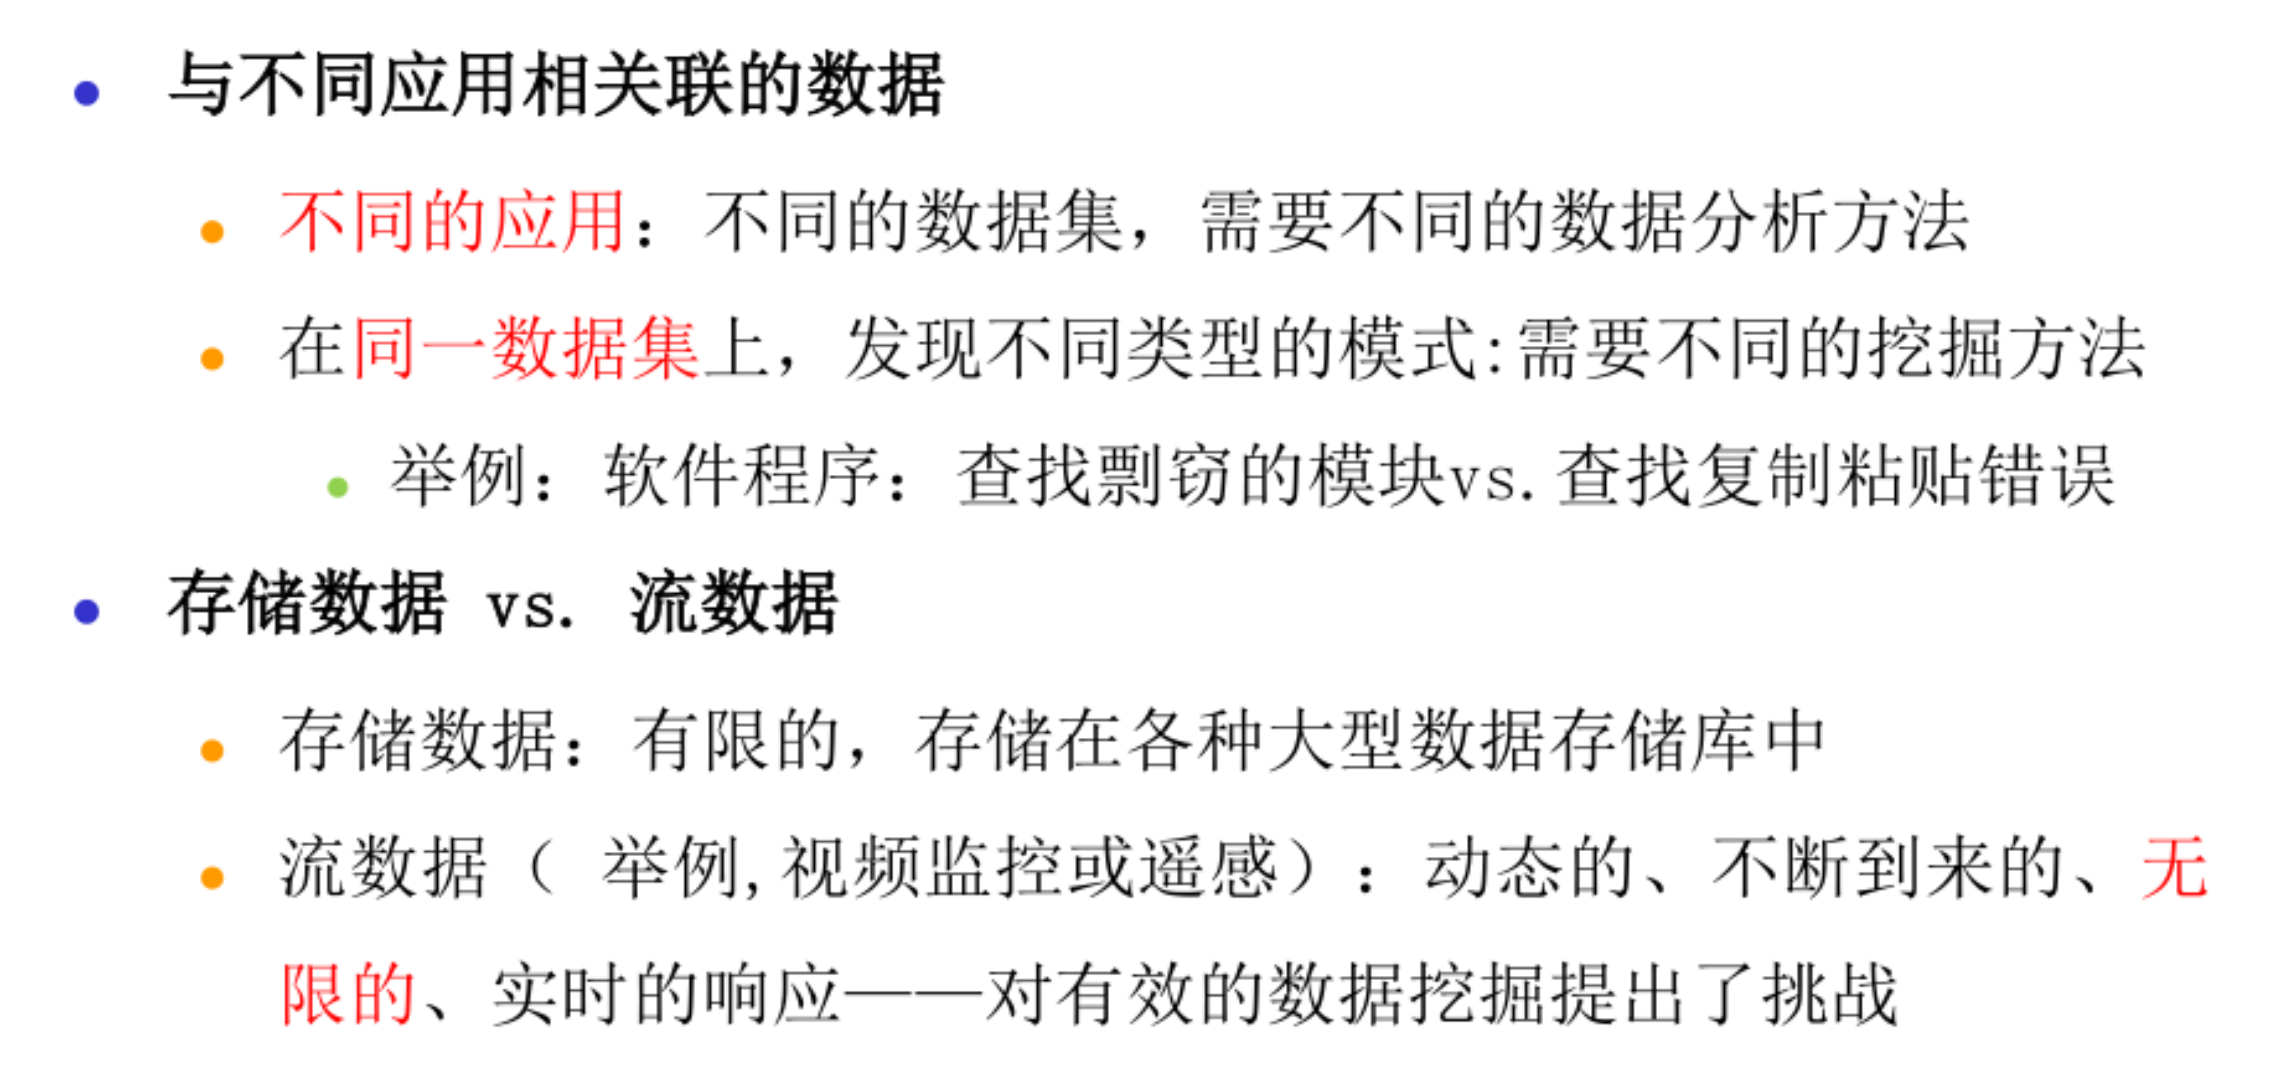 与不同应用相关联的数据
不同的应用：不同的数据集，需要不同的数据分析方法
在同一数据集上，发现不同类型的模式:需要不同的挖掘方法
举例：软件程序：查找剽窃的模块vs.查找复制粘贴错误
存储数据 vs. 流数据
存储数据：有限的，存储在各种大型数据存储库中
流数据（ 举例,视频监控或遥感）：动态的、不断到来的、无
限的、实时的响应——对有效的数据挖掘提出了挑战